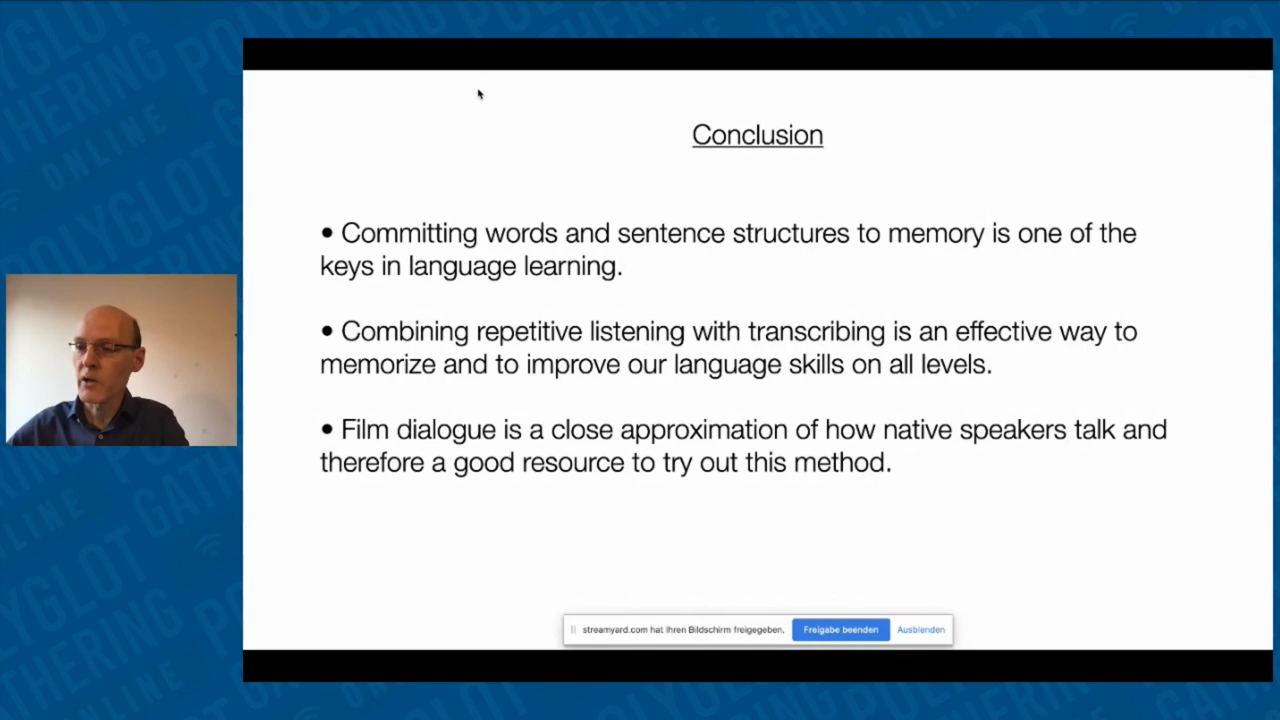 POLYGLOT
GATHERING
ONLINE
Conclusion
• Committing words and sentence structures to memory is one of the
keys in language learning.
• Combining repetitive listening with transcribing is an effective way to
memorize and to improve our language skills on all levels.
• Film dialogue is a close approximation of how native speakers talk and
therefore a good resource to try out this method.
streamyard.com hat Ihren Bildschirm freigegeben. Freigabe beenden Ausblenden